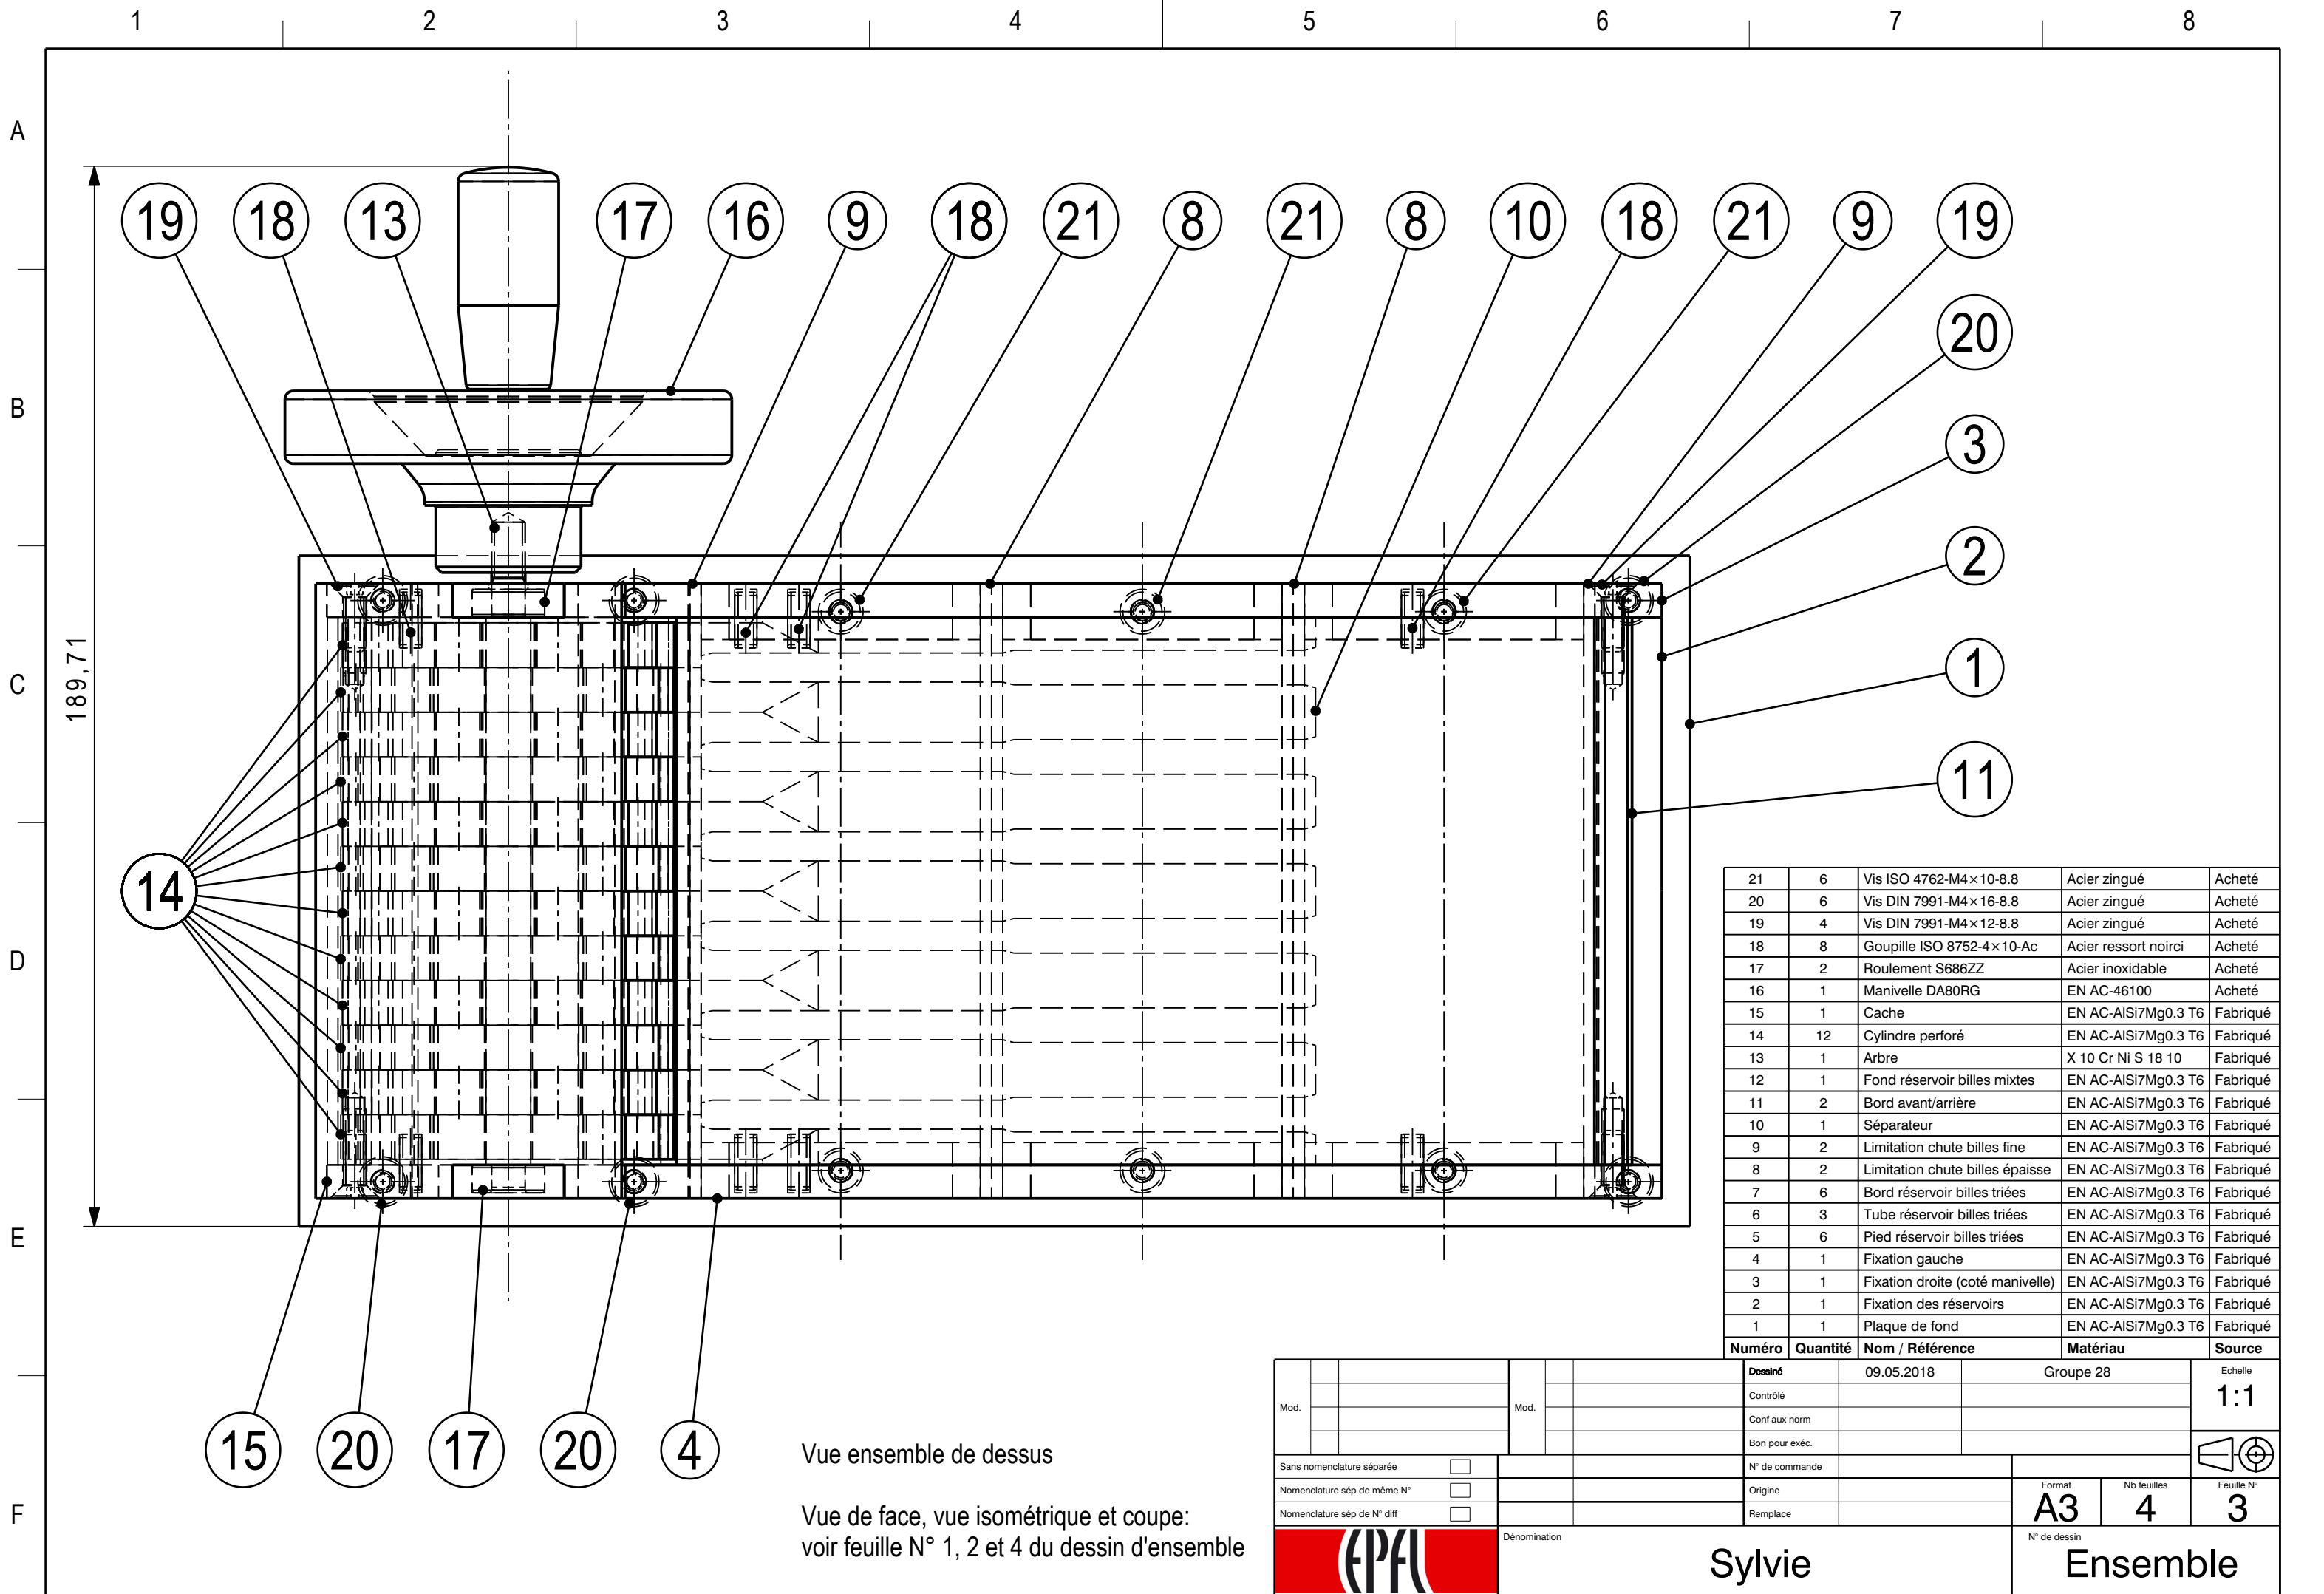 1 2 3 4 5 6 7 8
A
B
C
D
E
F
19 18 13 17 16 9 18 21 8 21 8 10 18 21 9 19
20
3
2
1
11
14
189,71
15 20 17 20 4
Vue ensemble de dessus
Vue de face, vue isométrique et coupe:
voir feuille N° 1, 2 et 4 du dessin d'ensemble
21 6 Vis ISO 4762-M4×10-8.8 Acier zingué Acheté
20 6 Vis DIN 7991-M4×16-8.8 Acier zingué Acheté
19 4 Vis DIN 7991-M4×12-8.8 Acier zingué Acheté
18 8 Goupille ISO 8752-4×10-Ac Acier ressort noirci Acheté
17 2 Roulement S686ZZ Acier inoxidable Acheté
16 1 Manivelle DA80RG EN AC-46100 Acheté
15 1 Cache EN AC-AlSi7Mg0.3 T6 Fabriqué
14 12 Cylindre perforé EN AC-AlSi7Mg0.3 T6 Fabriqué
13 1 Arbre X 10 Cr Ni S 18 10 Fabriqué
12 1 Fond réservoir billes mixtes EN AC-AlSi7Mg0.3 T6 Fabriqué
11 2 Bord avant/arrière EN AC-AlSi7Mg0.3 T6 Fabriqué
10 1 Séparateur EN AC-AlSi7Mg0.3 T6 Fabriqué
9 2 Limitation chute billes fine EN AC-AlSi7Mg0.3 T6 Fabriqué
8 2 Limitation chute billes épaisse EN AC-AlSi7Mg0.3 T6 Fabriqué
7 6 Bord réservoir billes triées EN AC-AlSi7Mg0.3 T6 Fabriqué
6 3 Tube réservoir billes triées EN AC-AlSi7Mg0.3 T6 Fabriqué
5 6 Pied réservoir billes triées EN AC-AlSi7Mg0.3 T6 Fabriqué
4 1 Fixation gauche EN AC-AlSi7Mg0.3 T6 Fabriqué
3 1 Fixation droite (coté manivelle) EN AC-AlSi7Mg0.3 T6 Fabriqué
2 1 Fixation des réservoirs EN AC-AlSi7Mg0.3 T6 Fabriqué
1 1 Plaque de fond EN AC-AlSi7Mg0.3 T6 Fabriqué
Numéro Quantité Nom / Référence Matériau Source
Mod. Mod.
Dessiné 09.05.2018 Groupe 28
Contrôlé
Conf aux norm
Bon pour exéc.
Echelle
1:1
Sans nomenclature séparée N° de commande
Nomenclature sép de même N° Origine
Nomenclature sép de N° diff Remplace
Format Nb feuilles Feuille N°
A3 4 3
EPFL
Dénomination
Sylvie
N° de dessin
Ensemble